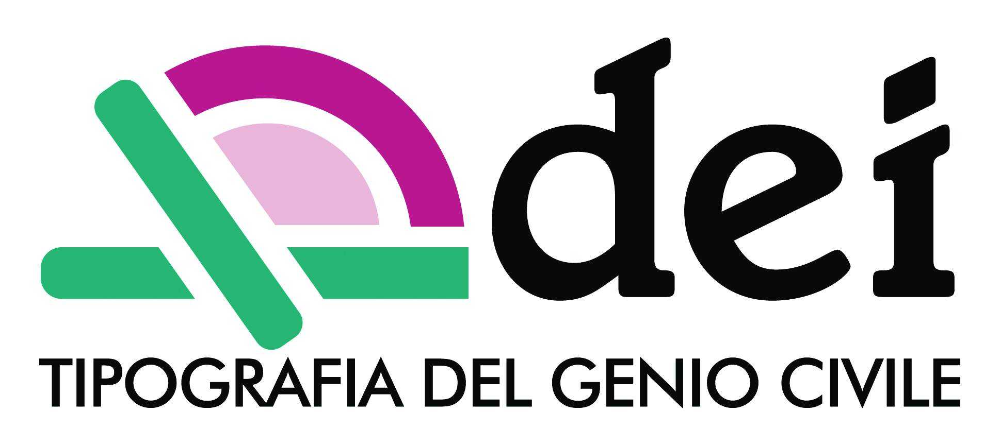 dei
TIPOGRAFIA DEL GENIO CIVILE